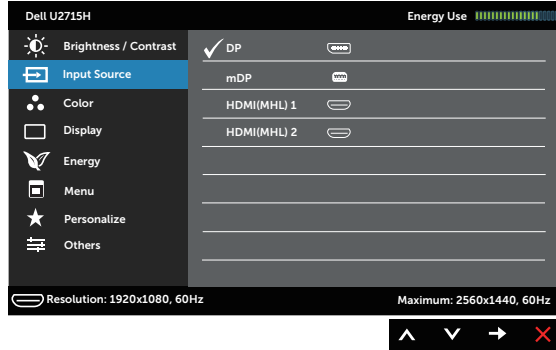 Dell U2715H
Energy Use
Brightness / Contrast
Input Source
Color
Display
Energy
Menu
Personalize
Others
DP
mDP
HDMI(MHL) 1
HDMI(MHL) 2
Resolution: 1920x1080, 60Hz
Maximum: 2560x1440, 60Hz